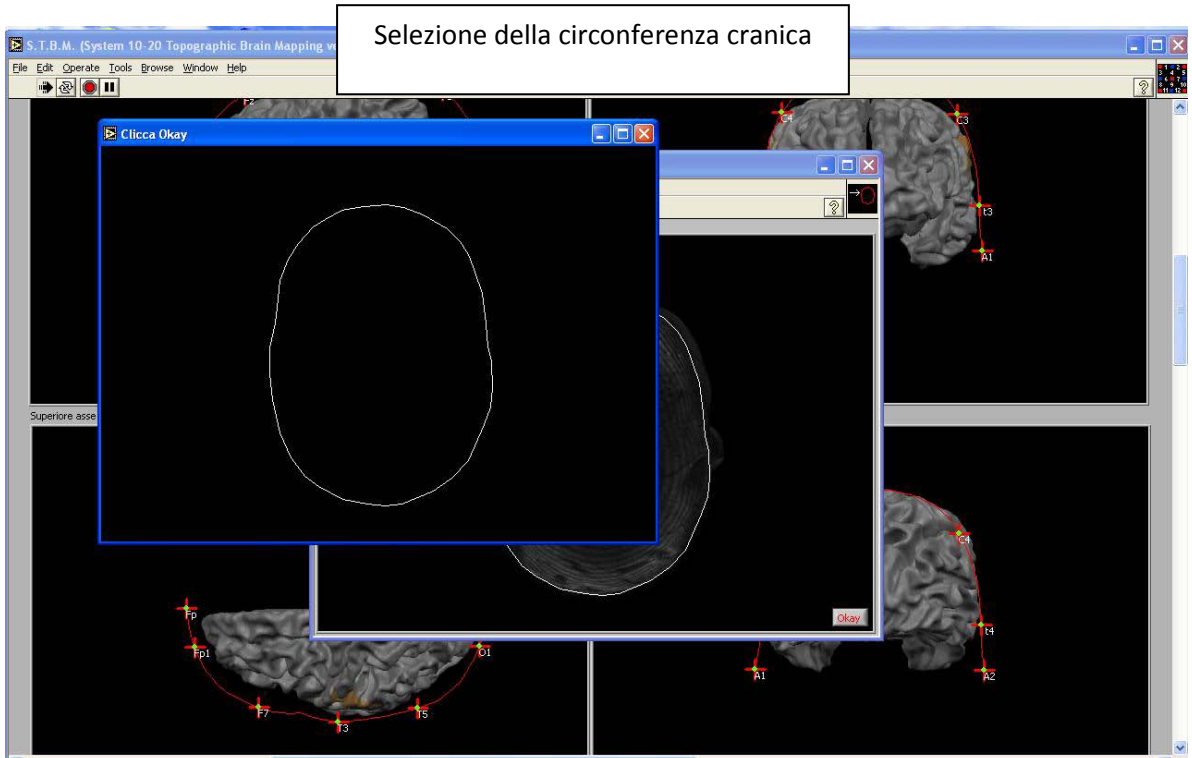 Selezione della circonferenza cranica
S.T.B.M. (System 10-20 Topographic Brain Mapping
File Edit Operate Tools Browse Window Help
C4
C3
t3
A1
Clicca Okay
Okay
Superiore asse
Fp
Fp1
F7
T3
T5
O1
C4
t4
A1
A2